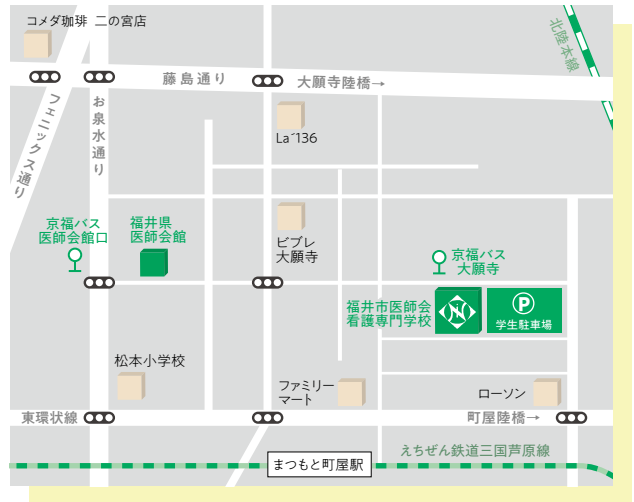 コメダ珈琲 二の宮店
北陸本線
藤島通り
大願寺陸橋→
フェニックス通り
お泉水通り
La´136
京福バス
医師会館口
福井県
医師会館
ビブレ
大願寺
京福バス
大願寺
福井市医師会
看護専門学校
N
P
学生駐車場
松本小学校
ファミリー
マート
ローソン
東環状線
町屋陸橋→
えちぜん鉄道三国芦原線
まつもと町屋駅